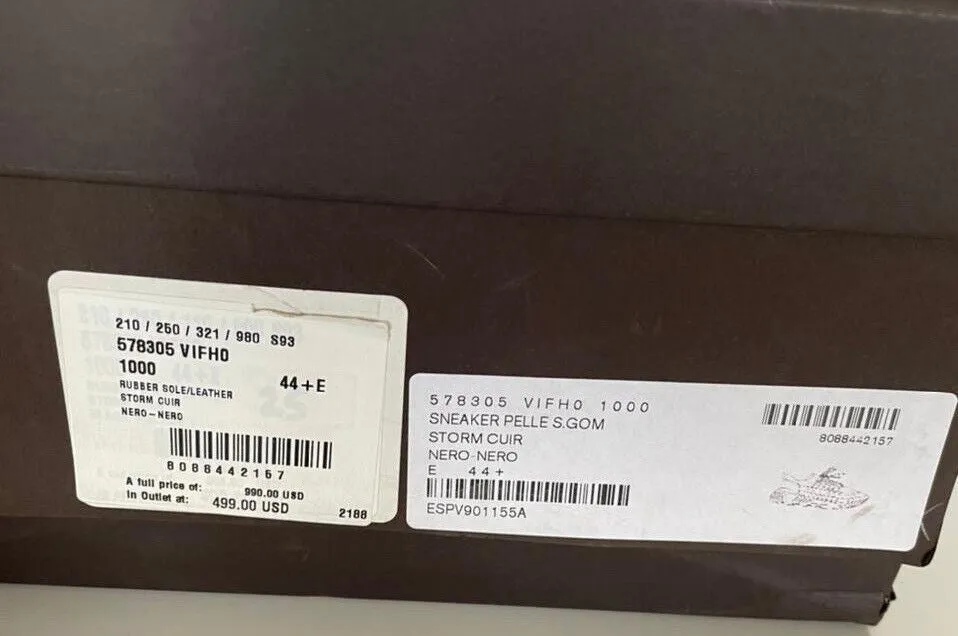 210 / 250 / 321 / 980 S93
578305 VIFH0
1000
44+E
RUBBER SOLE/LEATHER
STORM CUIR
NERO-NERO
8088442157
A full price of: 990.00 USD
In Outlet at: 499.00 USD
2188
578305 VIFH0 1000
SNEAKER PELLE S.GOM
STORM CUIR
NERO-NERO
E 44+
ESPV901155A
8088442157